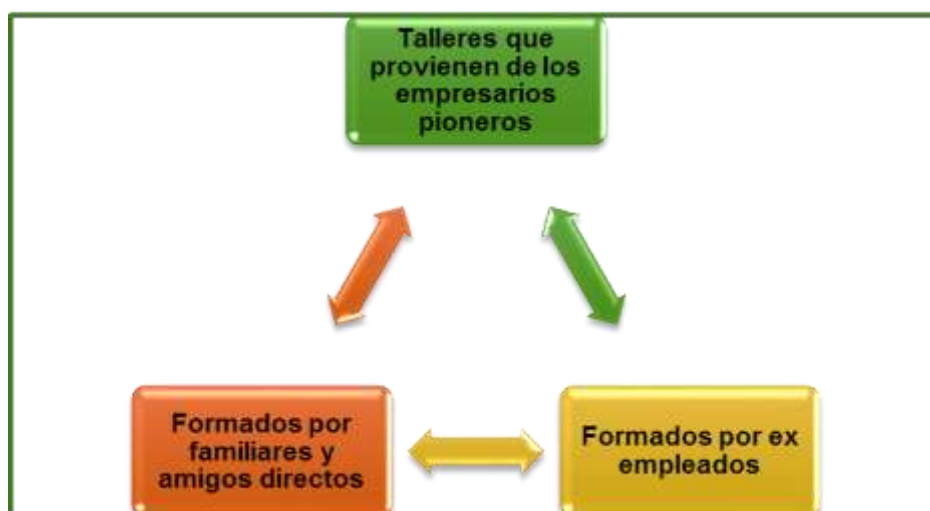 Talleres que
provienen de los
empresarios
pioneros
Formados por
familiares y
amigos directos
Formados por ex
empleados